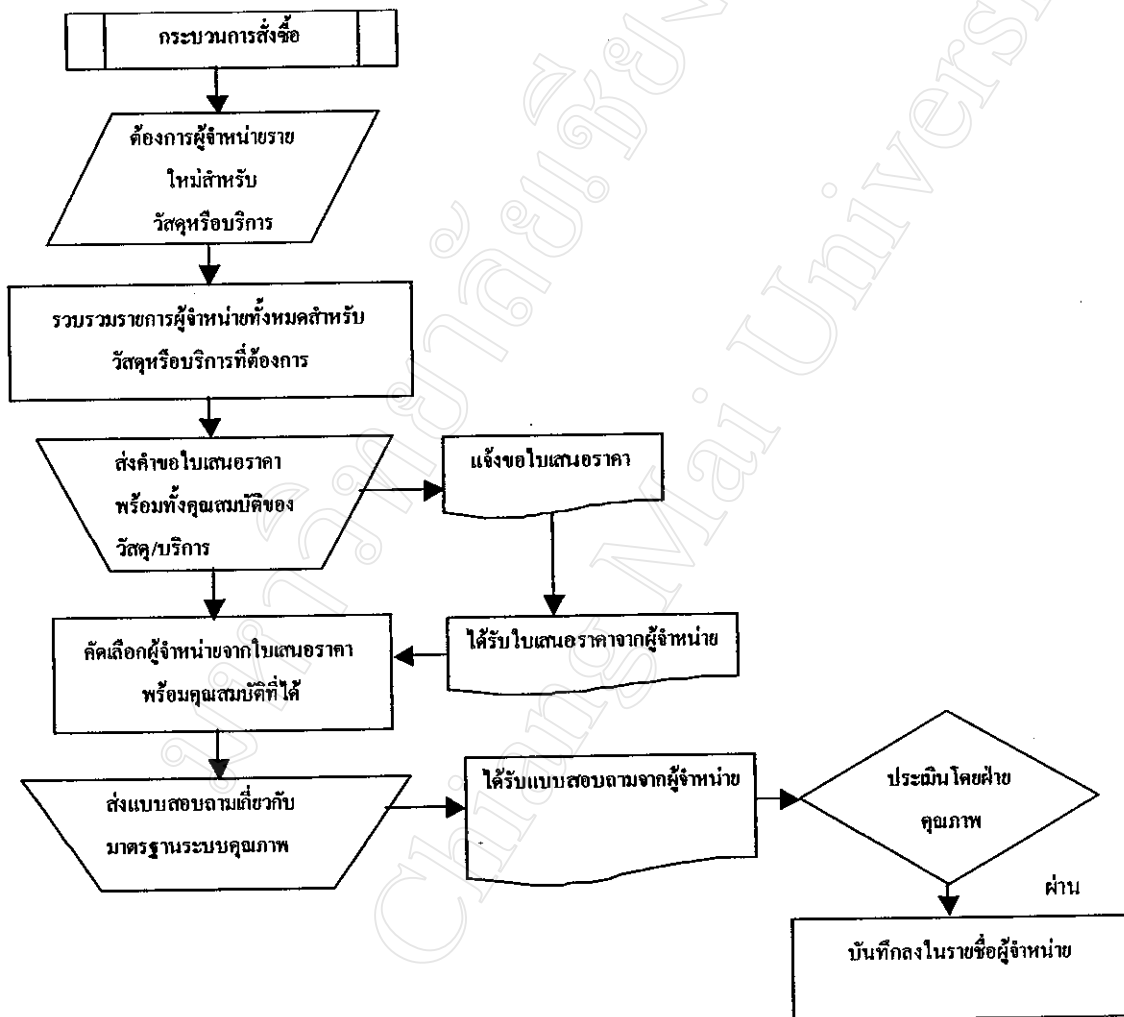 กระบวนการสั่งซื้อ
ต้องการผู้จำหน่ายราย
ใหม่สำหรับ
วัสดุหรือบริการ
รวบรวมรายการผู้จำหน่ายทั้งหมดสำหรับ
วัสดุหรือบริการที่ต้องการ
ส่งคำขอใบเสนอราคา
พร้อมทั้งคุณสมบัติของ
วัสดุ/บริการ
แจ้งขอใบเสนอราคา
ได้รับใบเสนอราคาจากผู้จำหน่าย
คัดเลือกผู้จำหน่ายจากใบเสนอราคา
พร้อมคุณสมบัติที่ได้
ส่งแบบสอบถามเกี่ยวกับ
มาตรฐานระบบคุณภาพ
ได้รับแบบสอบถามจากผู้จำหน่าย
ประเมินโดยฝ่าย
คุณภาพ
ผ่าน
บันทึกลงในรายชื่อผู้จำหน่าย
มหาวิทยาลัยเชียง
Chiang Mai Universi